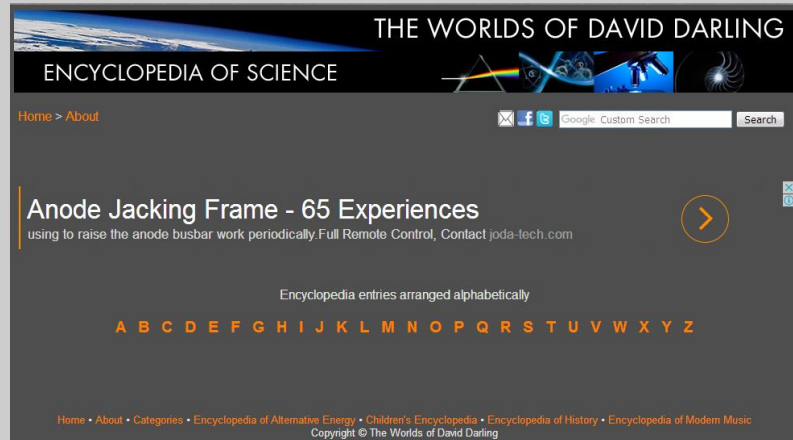 THE WORLDS OF DAVID DARLING
ENCYCLOPEDIA OF SCIENCE
Home > About
Google Custom Search Search
Anode Jacking Frame - 65 Experiences
using to raise the anode busbar work periodically.Full Remote Control, Contact joda-tech.com
Encyclopedia entries arranged alphabetically
A B C D E F G H I J K L M N O P Q R S T U V W X Y Z
Home • About • Categories • Encyclopedia of Alternative Energy • Children's Encyclopedia • Encyclopedia of History • Encyclopedia of Modern Music
Copyright © The Worlds of David Darling